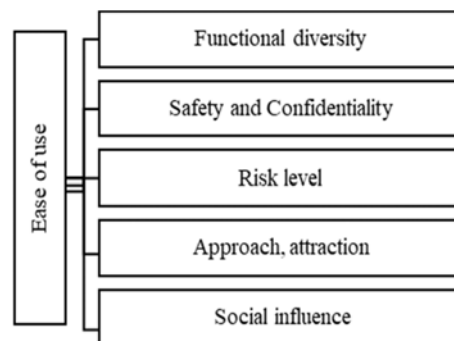 Ease of use
Functional diversity
Safety and Confidentiality
Risk level
Approach, attraction
Social influence